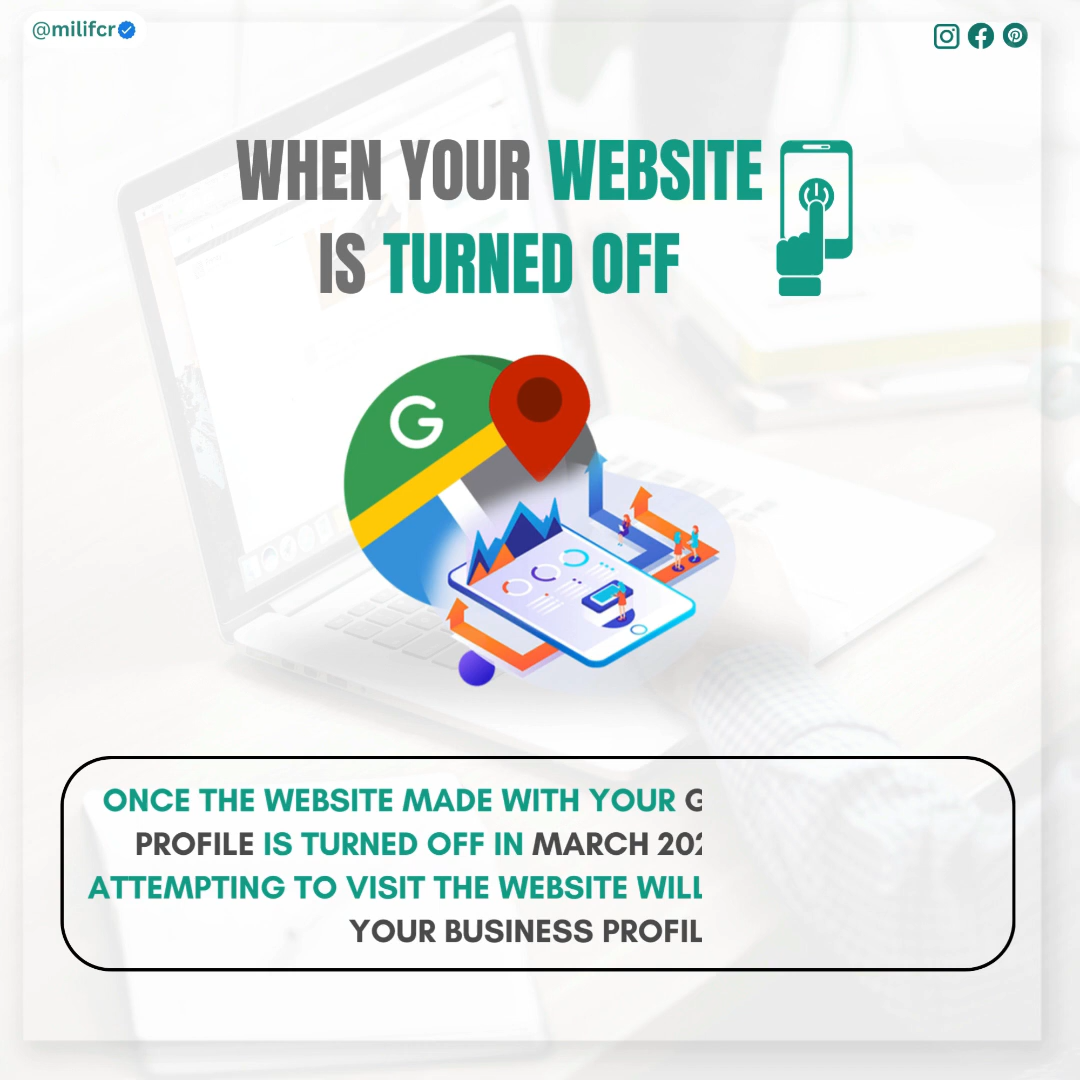 @milifcr
WHEN YOUR WEBSITE
IS TURNED OFF
G
ONCE THE WEBSITE MADE WITH YOUR
PROFILE IS TURNED OFF IN MARCH
ATTEMPTING TO VISIT THE WEBSITE WILL
YOUR BUSINESS